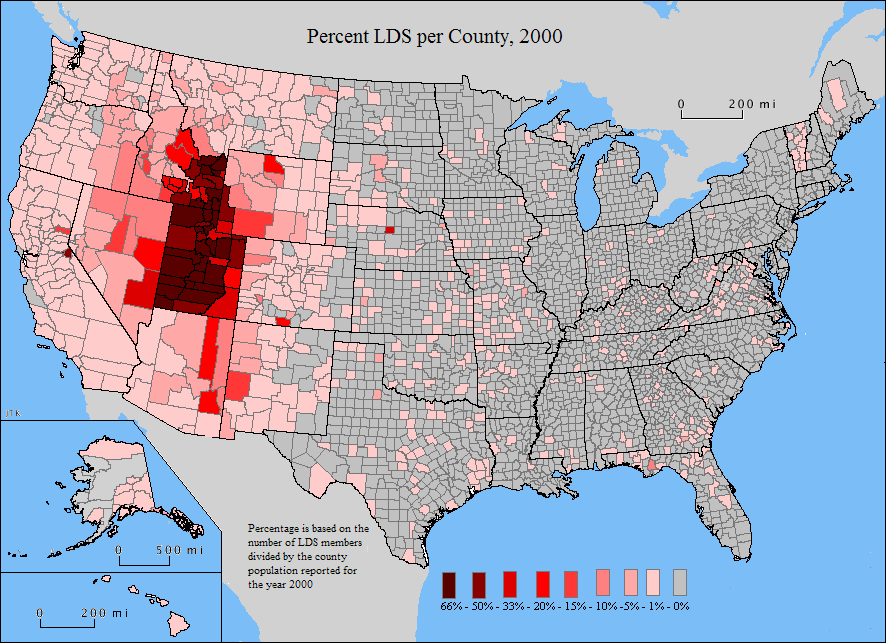 Percent LDS per County, 2000
0 200 mi
JTK
Percentage is based on the
number of LDS members
divided by the county
population reported for
the year 2000
0 500 mi
66% - 50% - 33% - 20% - 15% - 10% -5% - 1% - 0%
0 200 mi